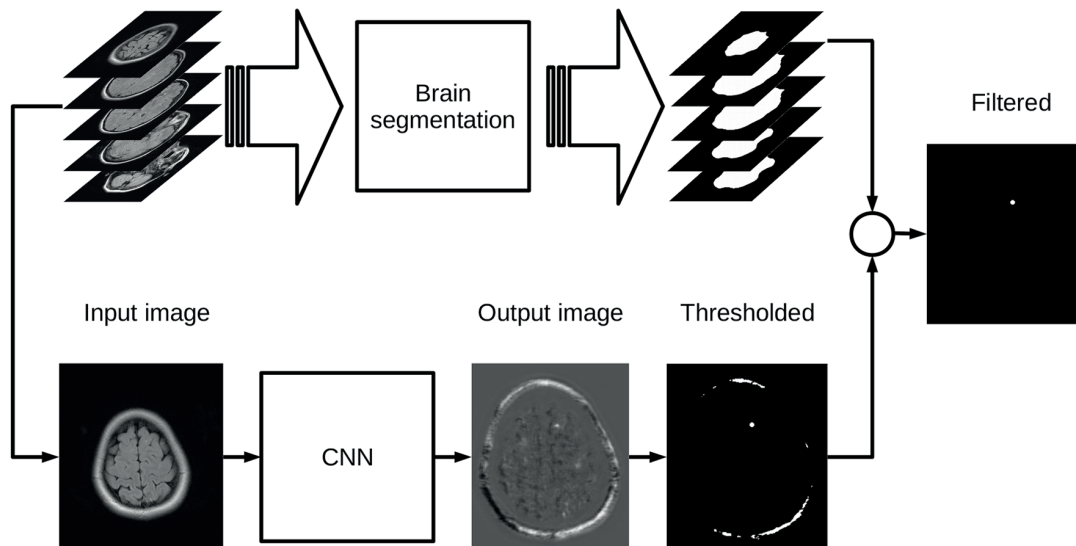 Brain
segmentation
Filtered
Input image
Output image
Thresholded
CNN